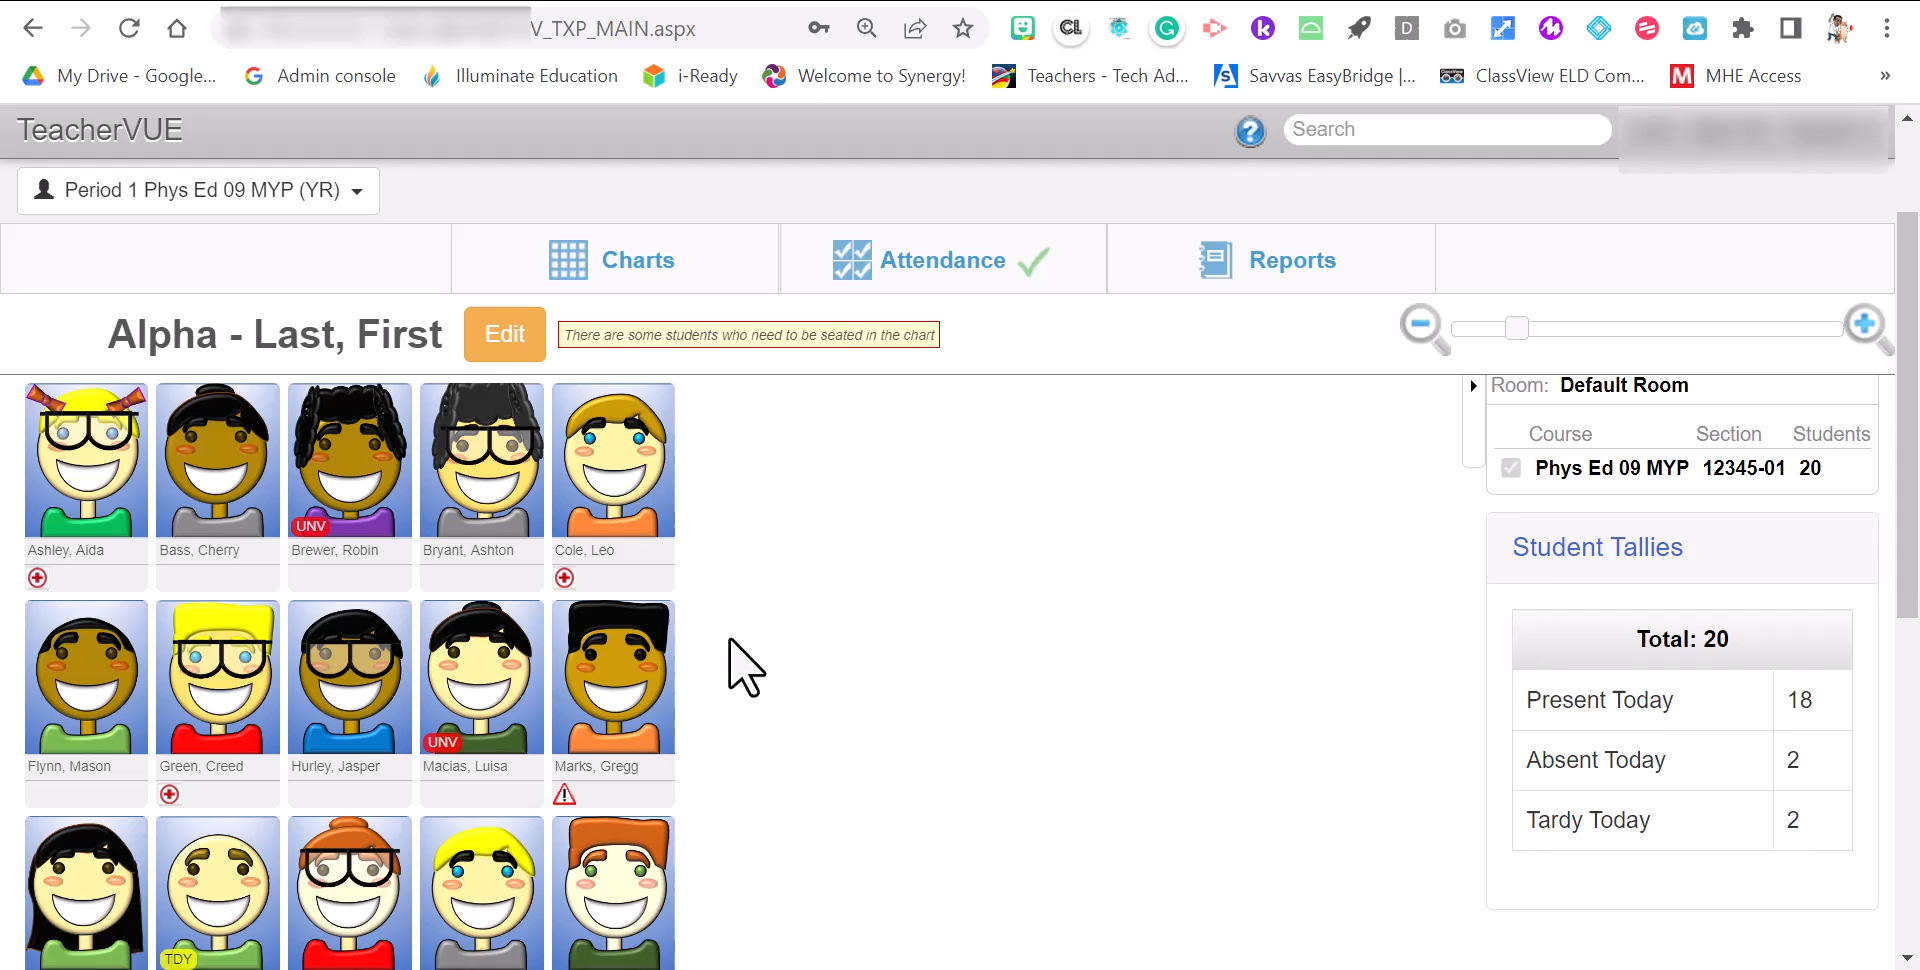 V_TXP_MAIN.aspx
CL
G
k
D
My Drive - Google...
G Admin console
Illuminate Education
i-Ready
Welcome to Synergy!
Teachers - Tech Ad...
S Savvas EasyBridge |...
ClassView ELD Com...
M MHE Access
»
TeacherVUE
?
Search
Period 1 Phys Ed 09 MYP (YR)
Charts
Attendance
Reports
Alpha - Last, First
Edit
There are some students who need to be seated in the chart
Room: Default Room
Course Section Students
Phys Ed 09 MYP 12345-01 20
UNV
Ashley, Aida
Bass, Cherry
Brewer, Robin
Bryant, Ashton
Cole, Leo
Student Tallies
Total: 20
Present Today 18
Absent Today 2
Tardy Today 2
UNV
Flynn, Mason
Green, Creed
Hurley, Jasper
Macias, Luisa
Marks, Gregg
TDY